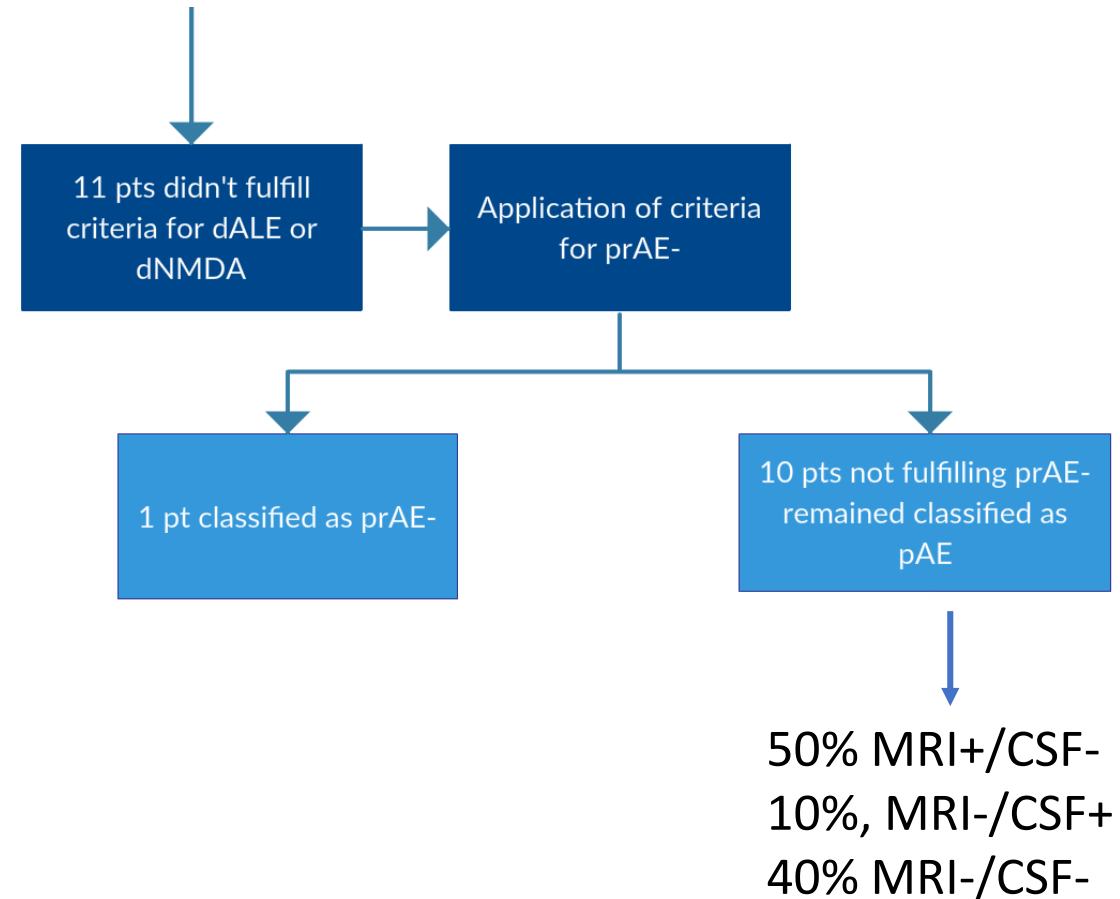 11 pts didn't fulfill
criteria for dALE or
dNMDA
Application of criteria
for prAE-
1 pt classified as prAE-
10 pts not fulfilling prAE-
remained classified as
pAE
50% MRI+/CSF-
10%, MRI-/CSF+
40% MRI-/CSF-